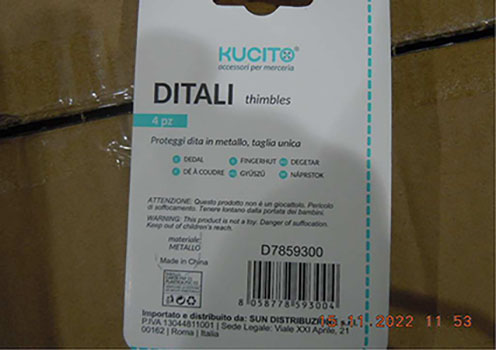 KUCITO®
accessori per merceria
DITALI thimbles
4 pz
Proteggi dita in metallo, taglia unica
DEDAL FINGERHUT DEGETAR
DÉ À COUDRE GYŰSZŰ NÁPRSTOK
ATTENZIONE: Questo prodotto non è un giocattolo. Pericolo
di soffocamento. Tenere lontano dalla portata dei bambini.
WARNING: This product is not a toy. Danger of suffocation.
Keep out of children's reach.
materiale:
METALLO
Made in China
D7859300
8 058778 593004
Importato e distribuito da: SUN DISTRIBUZIONE s.r.l.
P.IVA 13044811001 | Sede Legale: Viale XXI Aprile, 21
00162 | Roma | Italia
15.11.2022 11 53